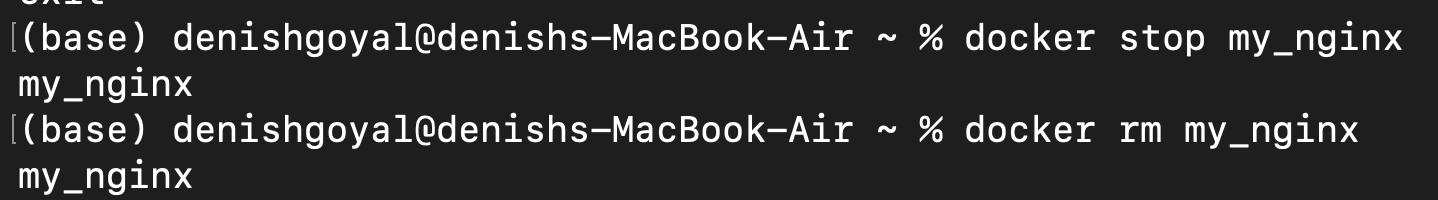 [(base) denishgoyal@denishs-MacBook-Air ~ % docker stop my_nginx
my_nginx
[(base) denishgoyal@denishs-MacBook-Air ~ % docker rm my_nginx
my_nginx